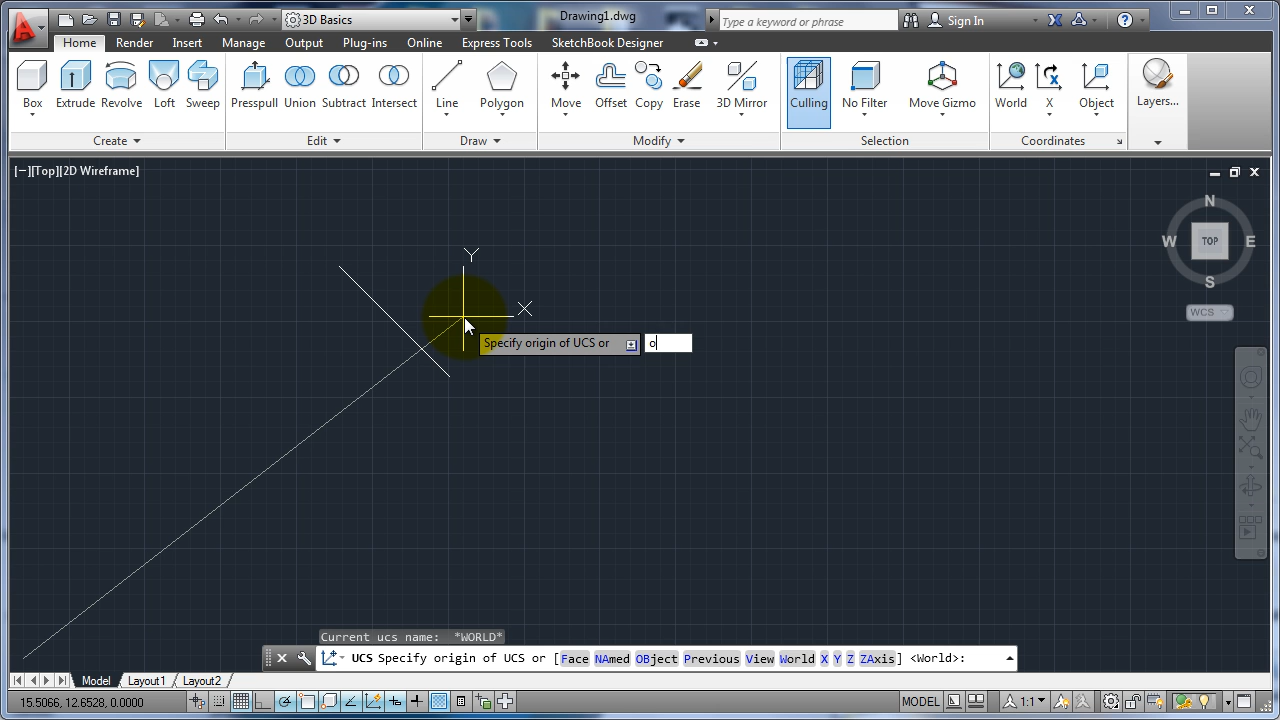 3D Basics
Drawing1.dwg
Type a keyword or phrase
Sign In
Home Render Insert Manage Output Plug-ins Online Express Tools SketchBook Designer
Box Extrude Revolve Loft Sweep Presspull Union Subtract Intersect Line Polygon Move Offset Copy Erase 3D Mirror Culling No Filter Move Gizmo World X Object Layers...
Create Edit Draw Modify Selection Coordinates
[−][Top][2D Wireframe]
N
W TOP E
S
WCS
Y
X
Specify origin of UCS or o
Current ucs name: *WORLD*
UCS Specify origin of UCS or [Face NAmed OBject Previous View World X Y Z ZAxis] <World>:
Model Layout1 Layout2
15.5066, 12.6528, 0.0000 MODEL 1:1